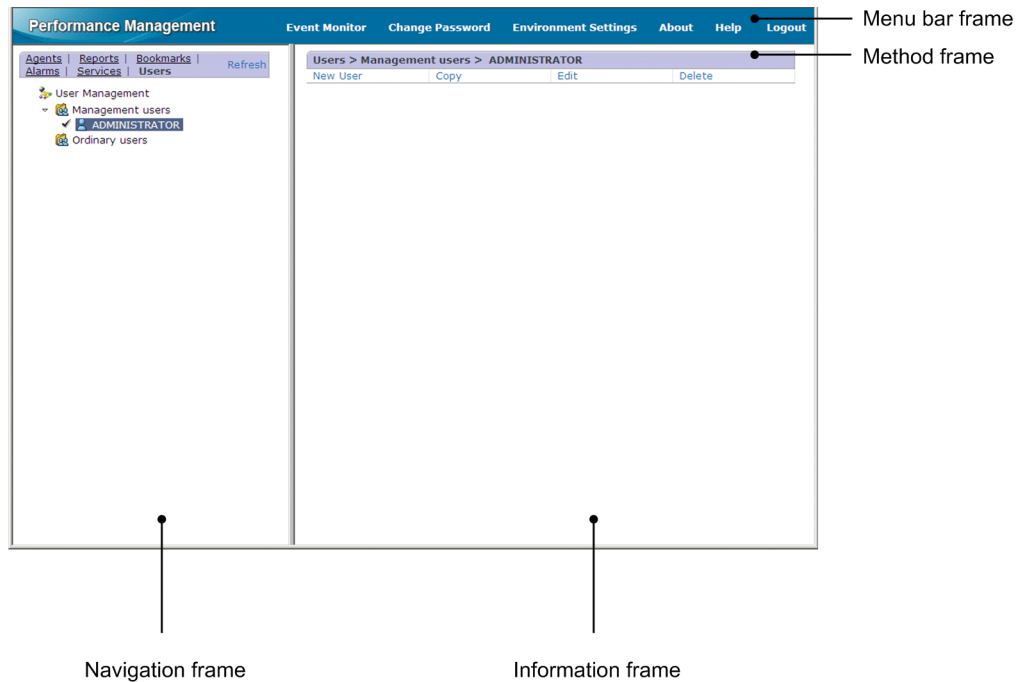 Performance Management
Event Monitor Change Password Environment Settings About Help Logout
Menu bar frame
Method frame
Agents | Reports | Bookmarks |
Alarms | Services | Users
Refresh
User Management
Management users
ADMINISTRATOR
Ordinary users
Users > Management users > ADMINISTRATOR
New User Copy Edit Delete
Navigation frame
Information frame